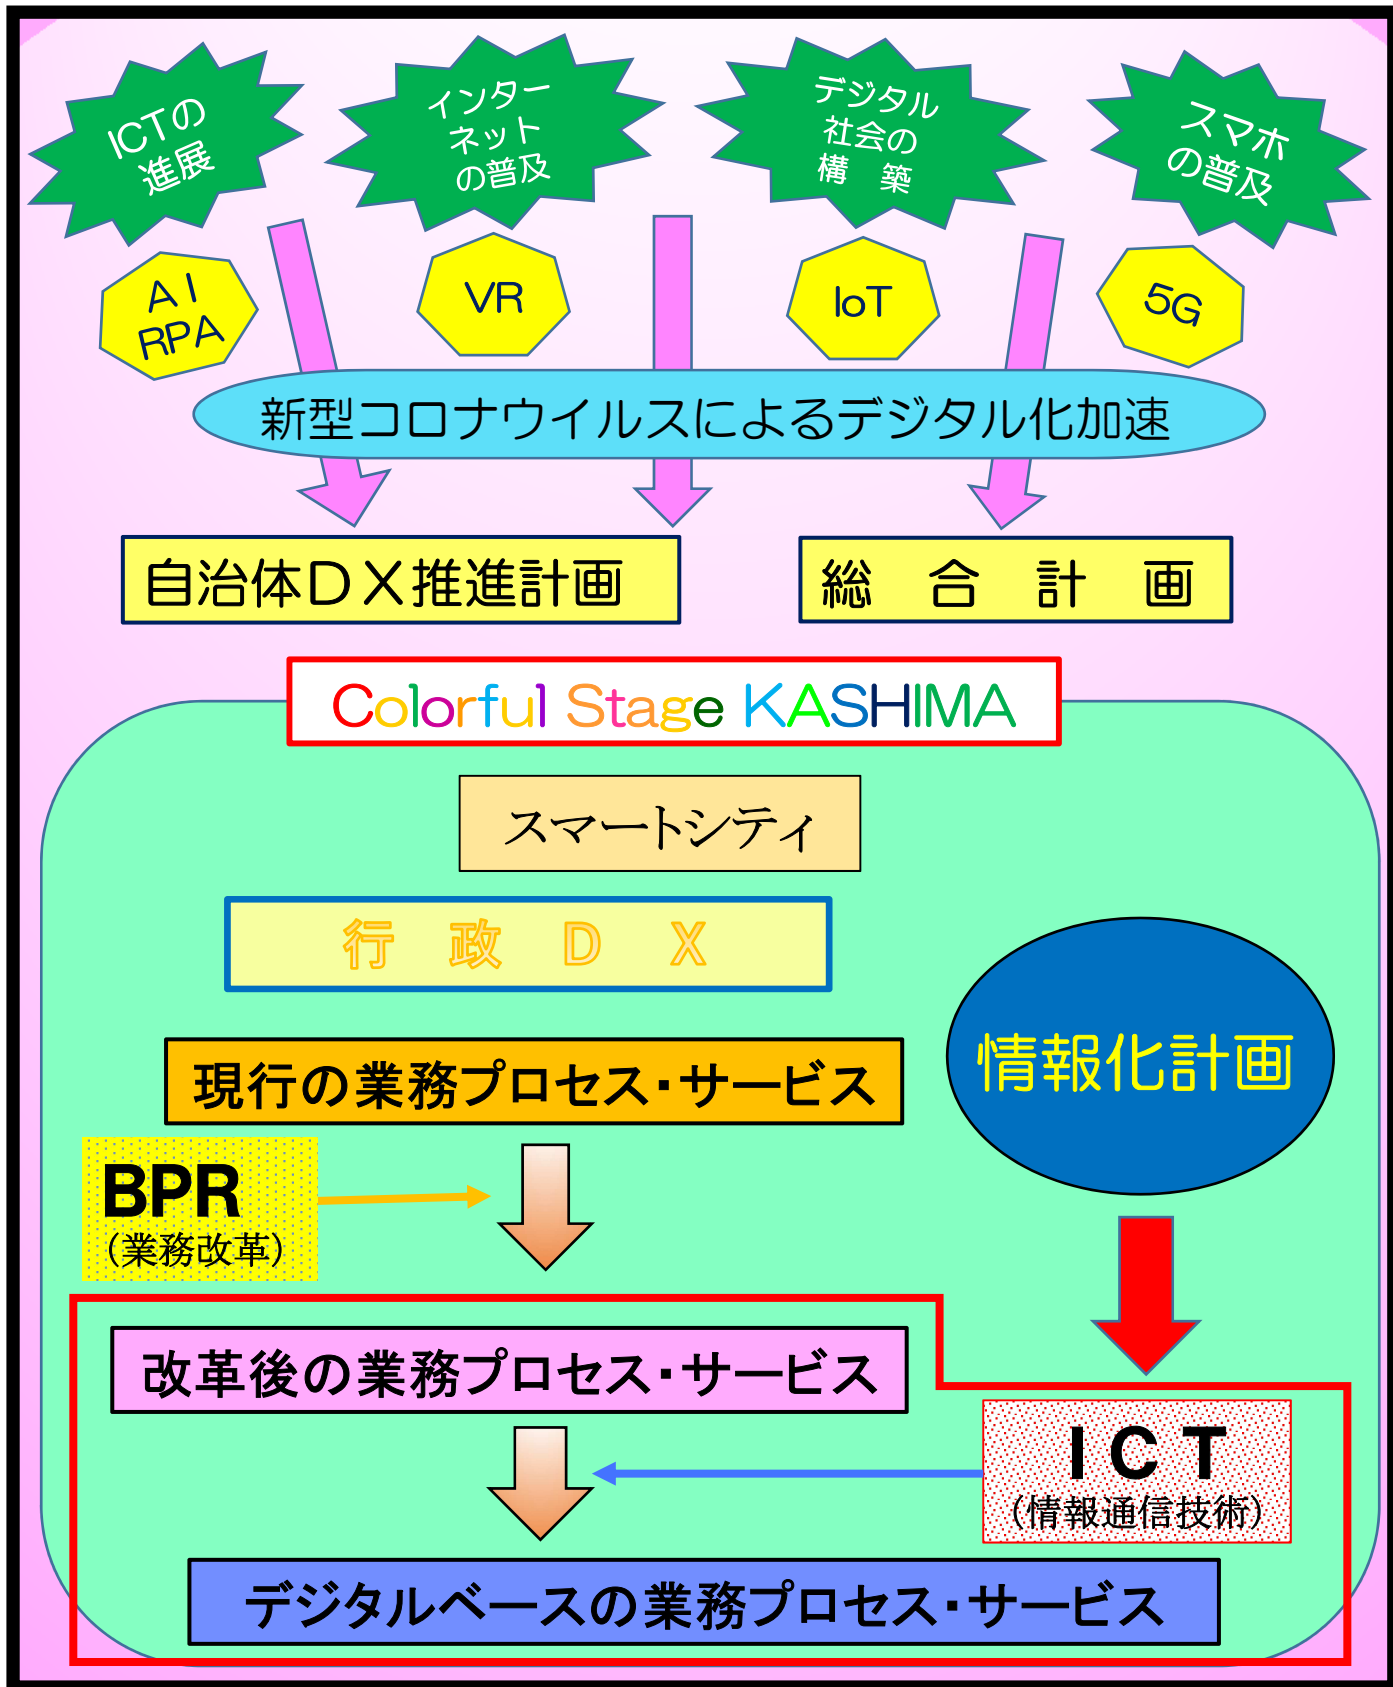 ICTの
進展
インター
ネット
の普及
デジタル
社会の
構　築
スマホ
の普及
ＡＩ
RPA
VR
IoT
5G
新型コロナウイルスによるデジタル化加速
自治体ＤＸ推進計画
総　合　計　画
Colorful Stage KASHIMA
スマートシティ
行　政　Ｄ　Ｘ
情報化計画
現行の業務プロセス・サービス
BPR
（業務改革）
改革後の業務プロセス・サービス
ＩＣＴ
（情報通信技術）
デジタルベースの業務プロセス・サービス